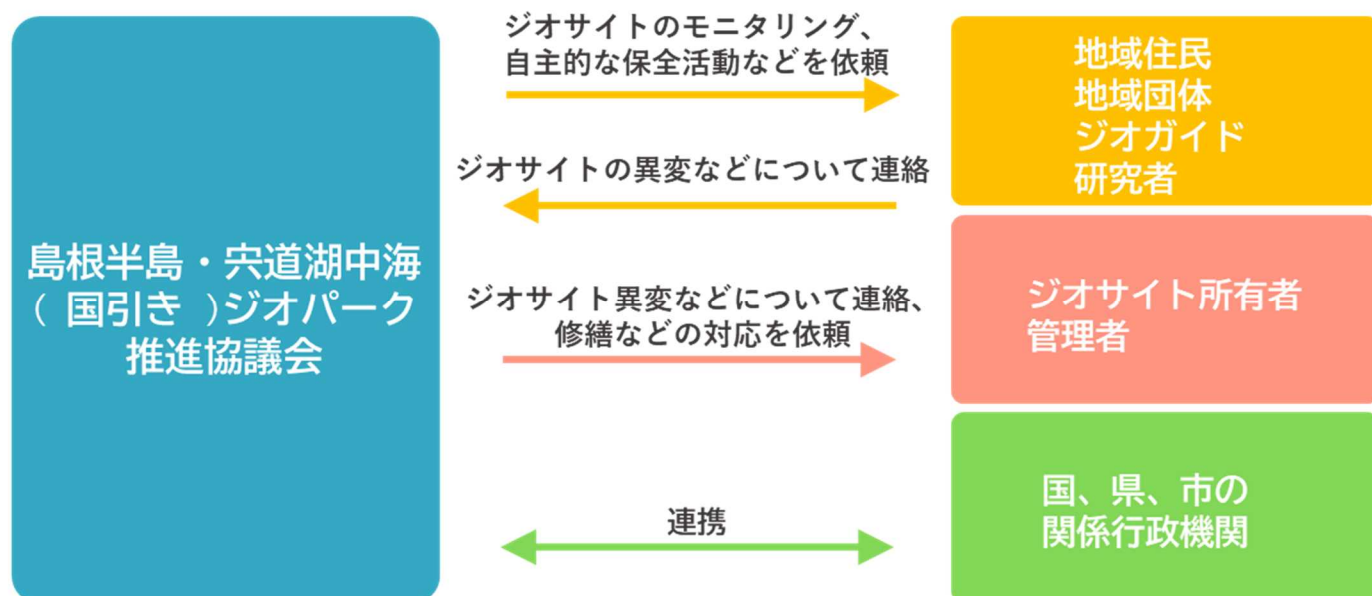 島根半島・宍道湖中海
（ 国引き ）ジオパーク
推進協議会
ジオサイトのモニタリング、
自主的な保全活動などを依頼
ジオサイトの異変などについて連絡
ジオサイト異変などについて連絡、
修繕などの対応を依頼
連携
地域住民
地域団体
ジオガイド
研究者
ジオサイト所有者
管理者
国、県、市の
関係行政機関